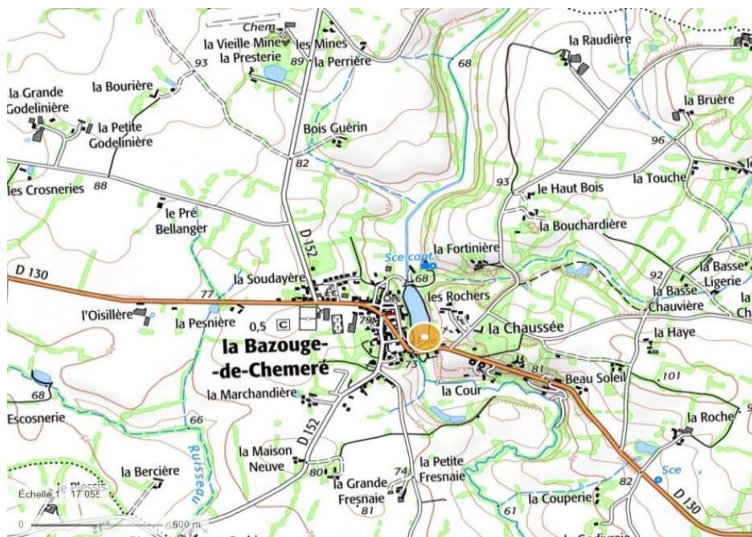 Chem
la Vieille Mine
les Mines
la Presterie
89
la Perrière
68
75
la Raudière
93
la Bourière
la Grande
Godelinière
la Petite
Godelinière
Bois Guérin
la Bruère
100
96
82
les Crosneries
88
93
le Haut Bois
la Touche
le Pré
Bellanger
la Bouchardière
D 152
la Fortinière
Sce capt.
D 130
la Soudayère
68
92
la Basse
Ligerie
77
les Rochers
la Basse
Chauvière
l'Oisillère
la Pesnière
0,5
C
79
la Chaussée
la Haye
la Bazouge-
-de-Chemeré
73
81
Beau Soleil
101
68
la Cour
la Marchandière
Escosnerie
66
D 152
la Roche
Ruisseau
la Maison
Neuve
80
la Petite
Fresnaie
74
la Grande
Fresnaie
la Bercière
82
Sce
le Plessis
la Couperie
D 130
Échelle 1 : 17 055
81
61
0
500 m